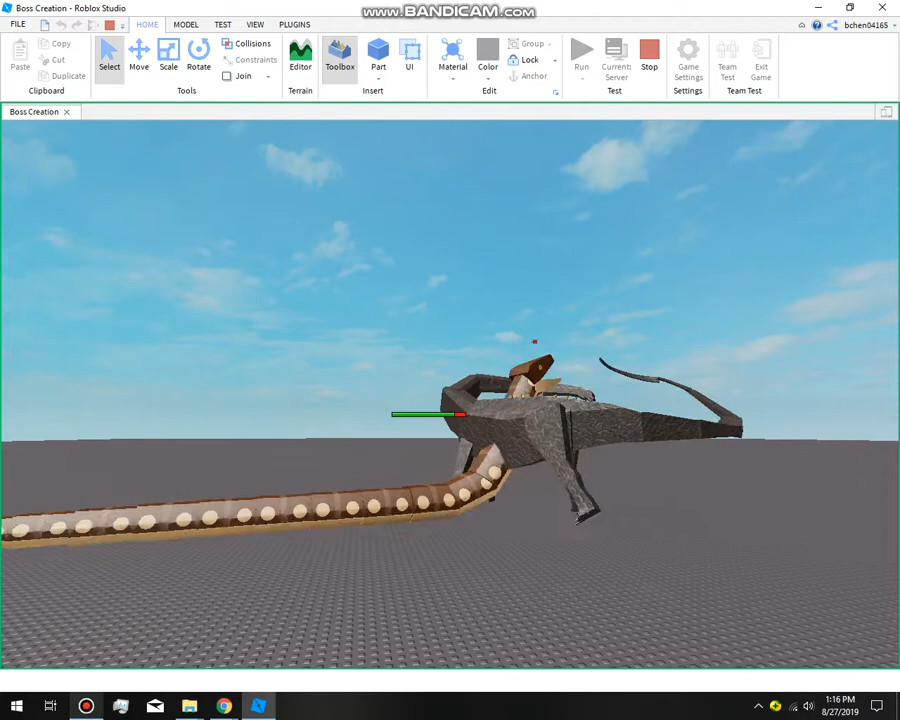 Boss Creation - Roblox Studio
WWW.BANDICAM.COM
FILE HOME MODEL TEST VIEW PLUGINS
bchen04165
Paste Copy Cut Duplicate
Clipboard
Select Move Scale Rotate Collisions Constraints Join
Tools
Editor
Terrain
Toolbox Part UI
Insert
Material Color Group Lock Anchor
Edit
Run Current: Server Stop
Test
Game Settings
Settings
Team Test Exit Game
Team Test
Boss Creation
1:16 PM
8/27/2019